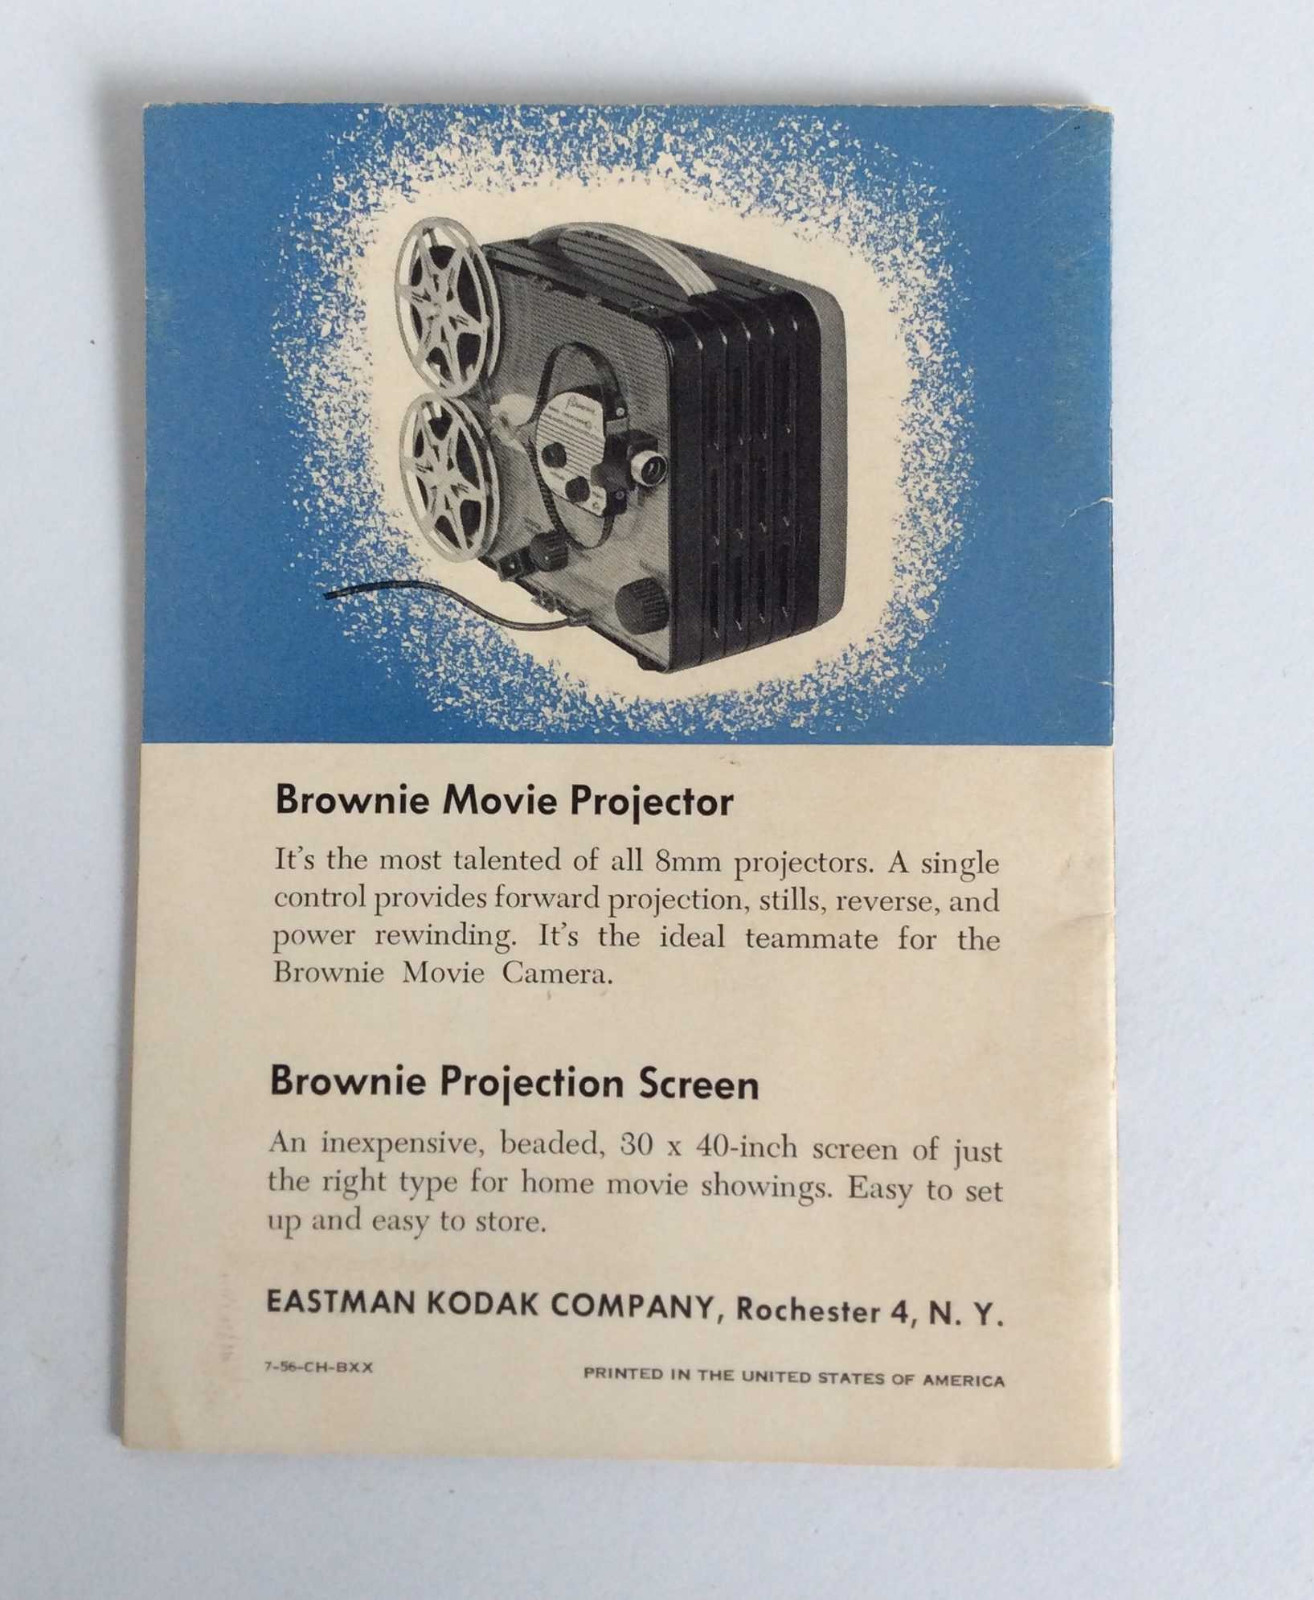 Brownie Movie Projector
It's the most talented of all 8mm projectors. A single
control provides forward projection, stills, reverse, and
power rewinding. It's the ideal teammate for the
Brownie Movie Camera.
Brownie Projection Screen
An inexpensive, beaded, 30 x 40-inch screen of just
the right type for home movie showings. Easy to set
up and easy to store.
EASTMAN KODAK COMPANY, Rochester 4, N. Y.
7-56-CH-BXX
PRINTED IN THE UNITED STATES OF AMERICA